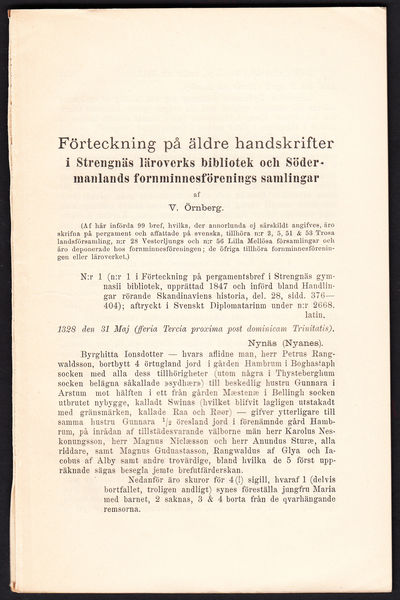 Förteckning på äldre handskrifter
i Strengnäs läroverks bibliotek och Söder-
manlands fornminnesförenings samlingar
af
V. Örnberg.
(Af här införda 99 bref, hvilka, der annorlunda ej särskildt angifves, äro
skrifna på pergament och affattade på svenska, tillhöra n:r 2, 5, 51 & 53 Trosa
landsförsamling, n:r 28 Vesterljungs och n:r 56 Lilla Mellösa församlingar och
äro deponerade hos fornminnesföreningen; de öfriga tillhöra fornminnesförenin-
gen eller läroverket.)
N:r 1 (n:r 1 i Förteckning på pergamentsbref i Strengnäs gym-
nasii bibliotek, upprättad 1847 och införd bland Handlin-
gar rörande Skandinaviens historia, del. 28, sidd. 376—
404); aftryckt i Svenskt Diplomatarium under n:r 2668.
latin.
1328 den 31 Maj (fferia Tercia proxima post dominicam Trinitatis).
Nynäs (Nyanes).
Byrghitta Ionsdotter — hvars aflidne man, herr Petrus Rang-
waldsson, bortbytt 4 örtugland jord i gården Hambrum i Boghastaph
socken med alla dess tillhörigheter (utom några i Thysteberghum
socken belägna såkallade »sydhær») till beskedlig hustru Gunnara i
Arstum mot hälften i ett från gården Mæstenæ i Bellingh socken
utbrutet nybygge, kalladt Swinas (hvilket blifvit lagligen utstakadt
med gränsmärken, kallade Raa och Røør) — gifver ytterligare till
samma hustru Gunnara ½ öresland jord i förenämnde gård Hamb-
rum, på inrådan af tillstädesvarande välborne män herr Karolus Nes-
konungsson, herr Magnus Niclæsson och herr Anundus Sturæ, alla
riddare, samt Magnus Guduastasson, Rangwaldus af Glya och Ia-
cobus af Alby samt andre trovärdige, bland hvilka de 5 först upp-
räknade sägas besegla jemte brefutfärderskan.
Nedanför äro skuror för 4 (!) sigill, hvaraf 1 (delvis
bortfallet, troligen andligt) synes föreställa jungfru Maria
med barnet, 2 saknas, 3 & 4 borta från de qvarhängande
remsorna.